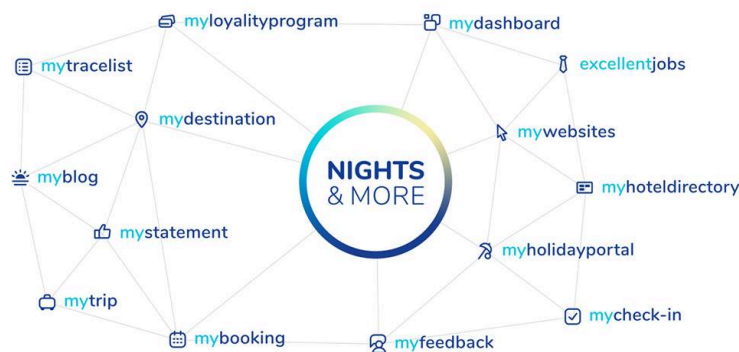 myloyalityprogram
mydashboard
mytracelist
excellentjobs
mydestination
mywebsites
NIGHTS
& MORE
myblog
myhoteldirectory
mystatement
myholidayportal
mytrip
mycheck-in
mybooking
myfeedback